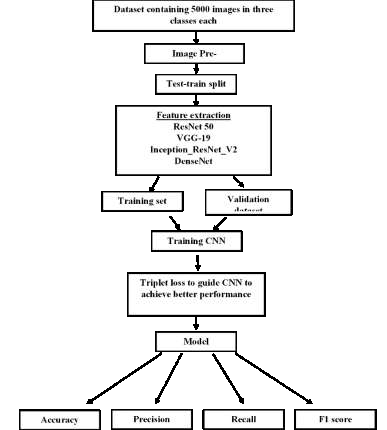 Dataset containing 5000 images in three
classes each
Image Pre-
Test-train split
Feature extraction
ResNet 50
VGG-19
Inception_ResNet_V2
DenseNet
Training set
Validation
dataset
Training CNN
Triplet loss to guide CNN to
achieve better performance
Model
Accuracy
Precision
Recall
F1 score